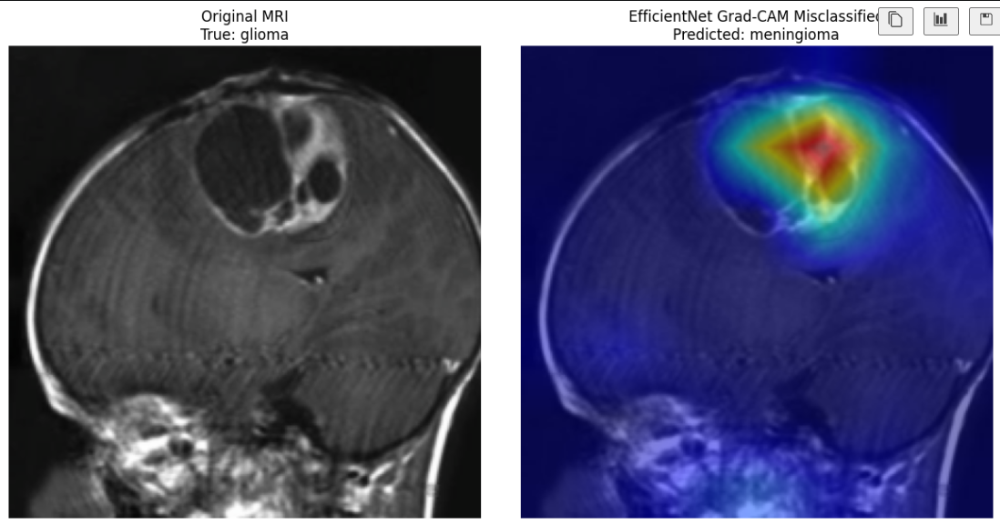 Original MRI
True: glioma
EfficientNet Grad-CAM Misclassified
Predicted: meningioma